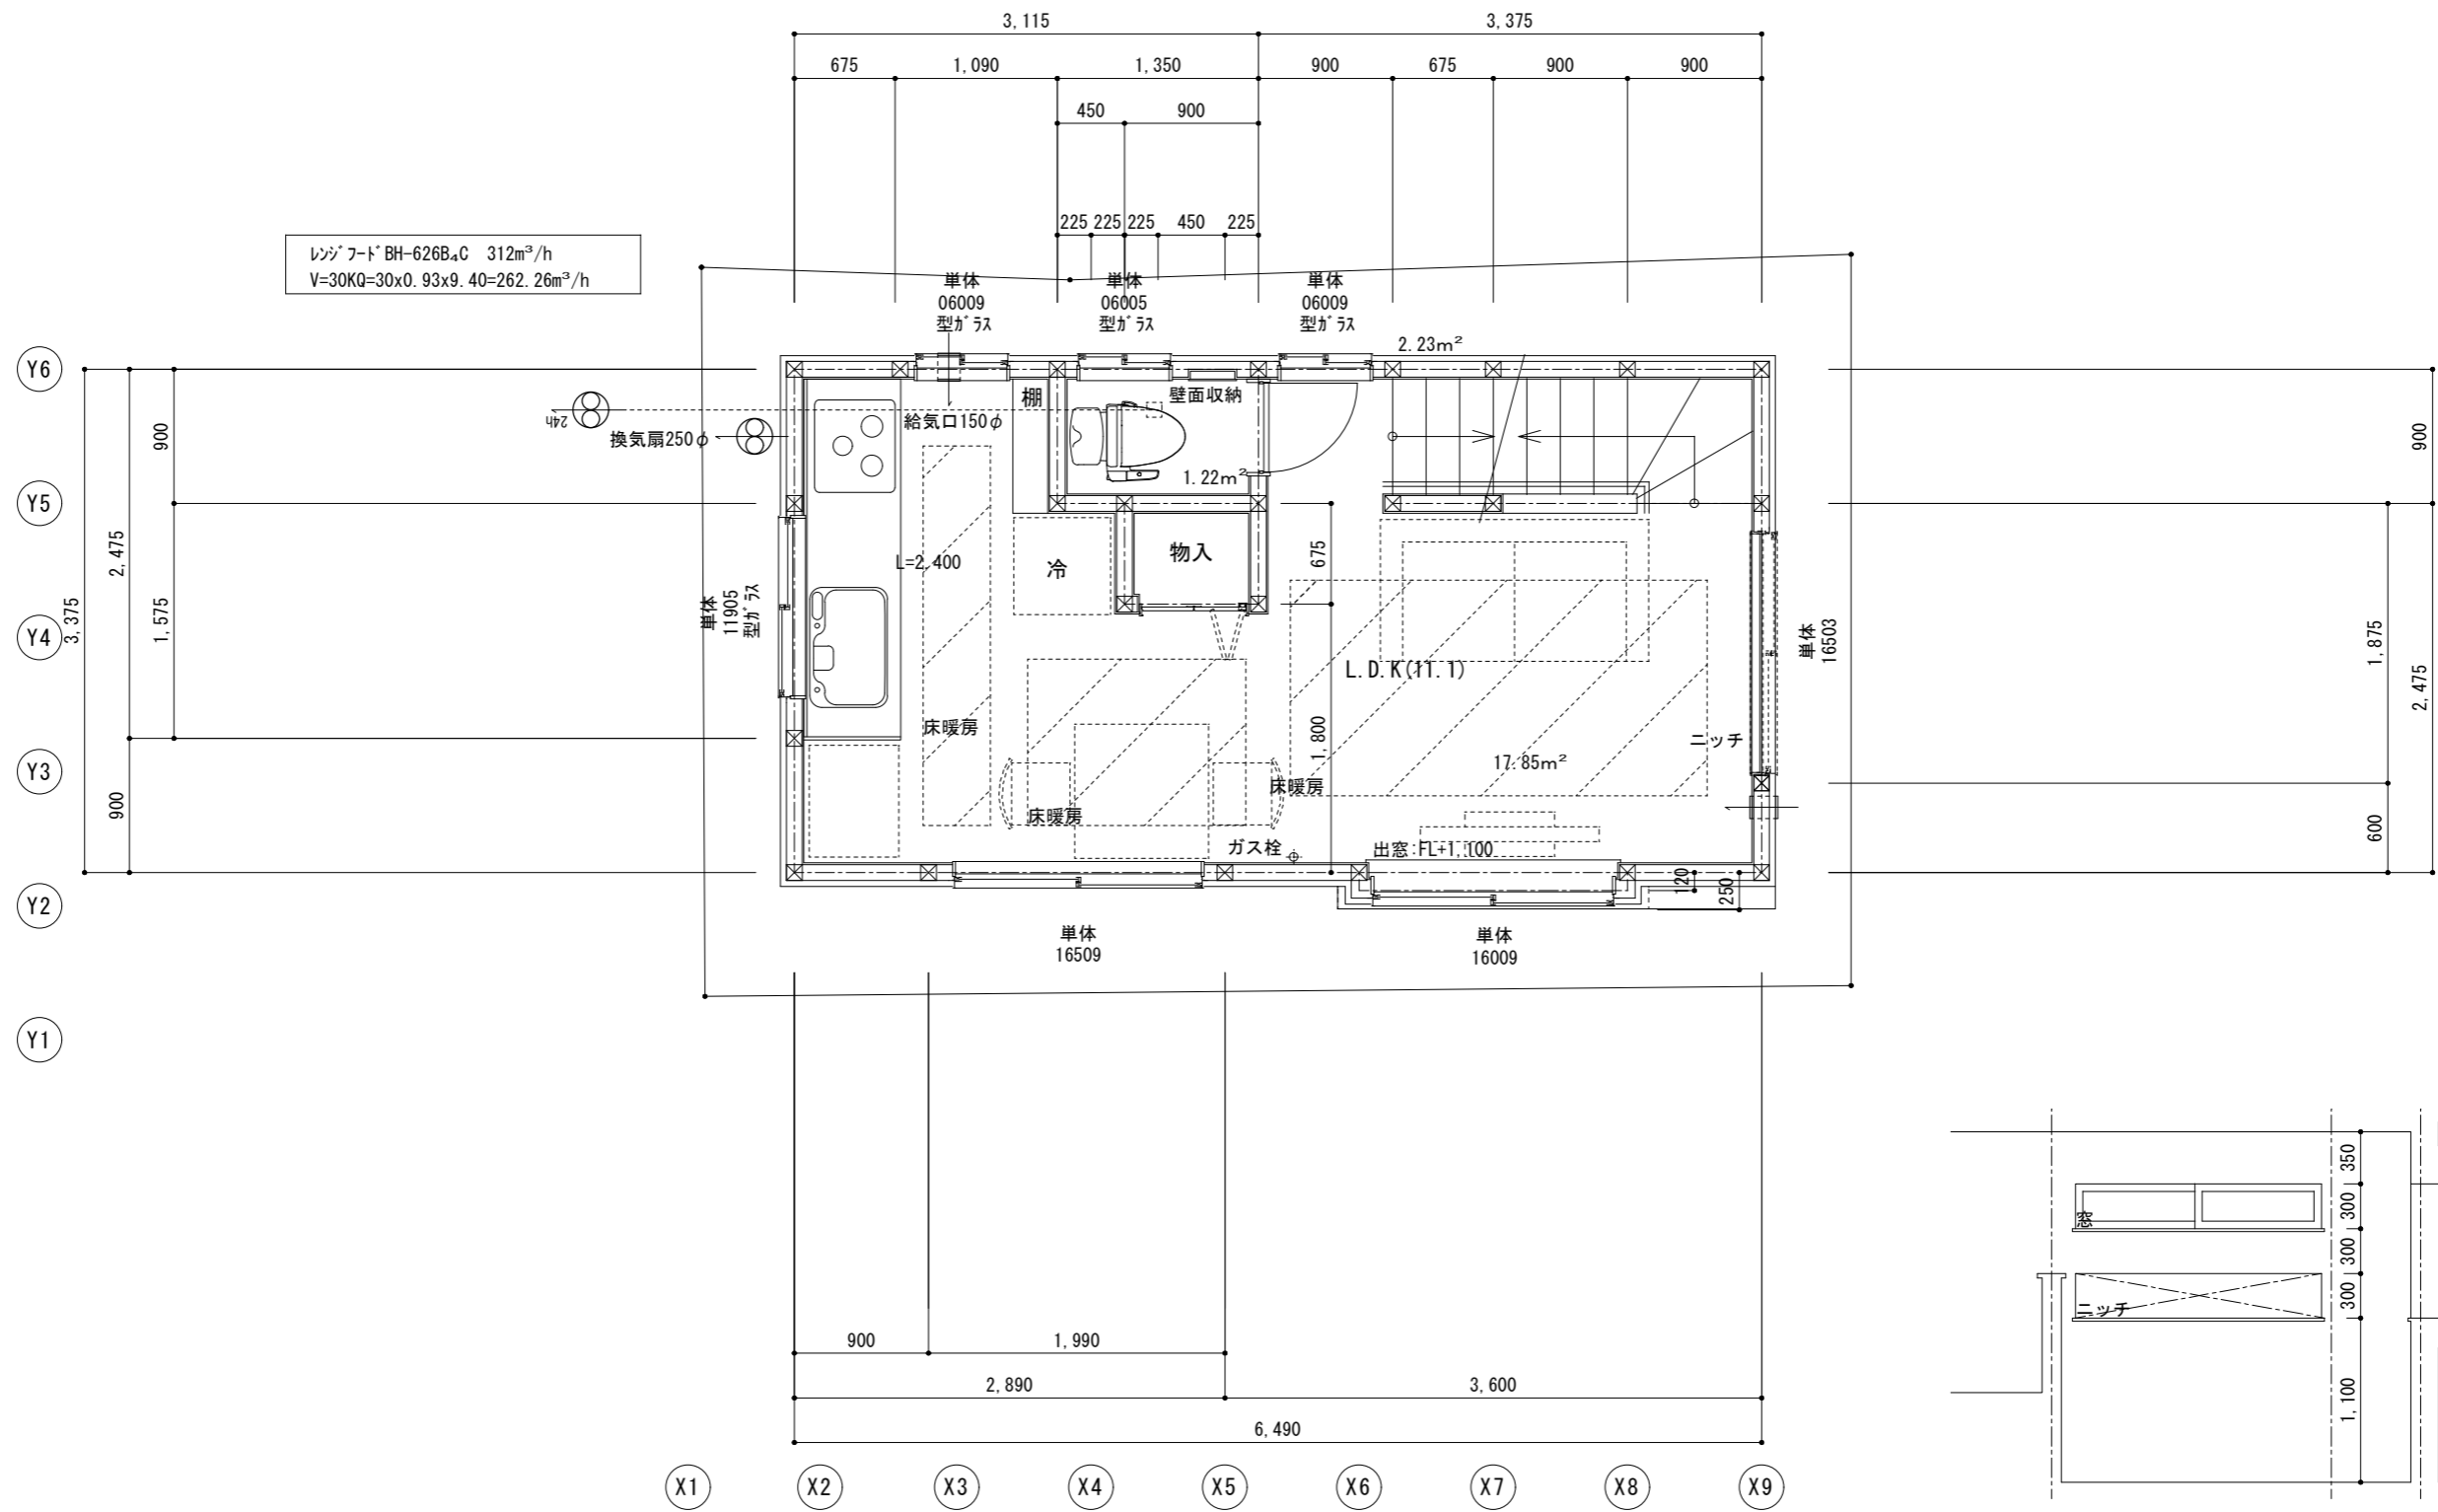 3,115
3,375
675
1,090
1,350
900
675
900
900
450
900
225
225
225
450
225
ﾚﾝｼﾞﾌｰﾄﾞBH-626B₄C 312m³/h
V=30KQ=30x0.93x9.40=262.26m³/h
単体
06009
型ｶﾞﾗｽ
単体
06005
型ｶﾞﾗｽ
単体
06009
型ｶﾞﾗｽ
2.23m²
Y6
Y5
Y4
Y3
Y2
Y1
3,375
2,475
900
900
1,575
24h
換気扇250φ
給気口150φ
棚
壁面収納
1.22m²
L=2,400
冷
物入
675
1,800
単体
11905
型ｶﾞﾗｽ
L.D.K(11.1)
17.85m²
ニッチ
床暖房
床暖房
床暖房
ガス栓
出窓:FL+1,100
120
250
単体
16503
900
1,875
2,475
600
単体
16509
単体
16009
900
1,990
2,890
3,600
6,490
X1
X2
X3
X4
X5
X6
X7
X8
X9
窓
ニッチ
350
300
300
300
1,100